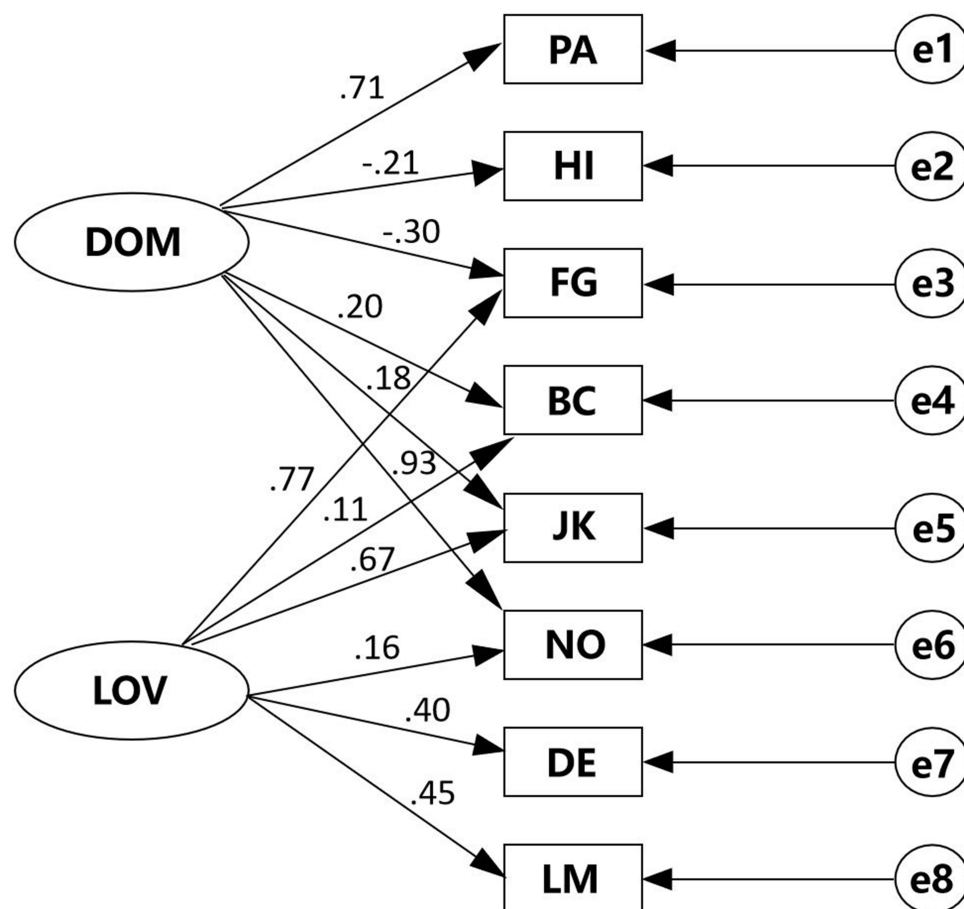 PA
e1
.71
HI
e2
-.21
DOM
-.30
FG
e3
.20
.18
BC
e4
.93
.77
.11
JK
e5
.67
NO
e6
.16
LOV
.40
DE
e7
.45
LM
e8